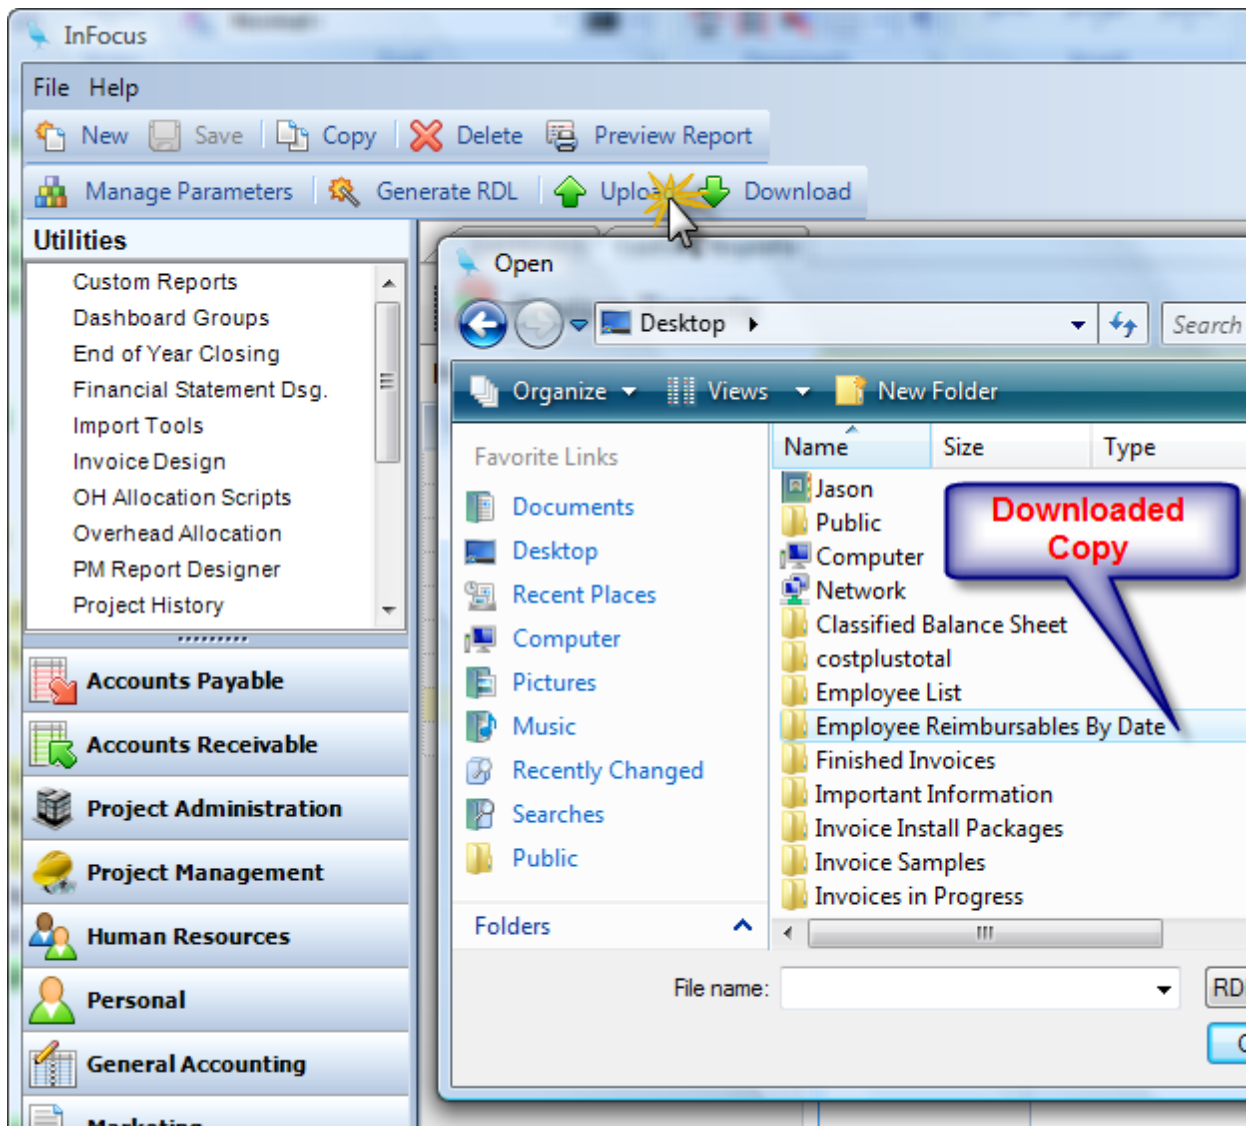 InFocus
File Help
New Save Copy Delete Preview Report
Manage Parameters Generate RDL Upload Download
Utilities
Custom Reports
Dashboard Groups
End of Year Closing
Financial Statement Dsg.
Import Tools
Invoice Design
OH Allocation Scripts
Overhead Allocation
PM Report Designer
Project History
Accounts Payable
Accounts Receivable
Project Administration
Project Management
Human Resources
Personal
General Accounting
Marketing
Open
Desktop
Search
Organize Views New Folder
Favorite Links
Documents
Desktop
Recent Places
Computer
Pictures
Music
Recently Changed
Searches
Public
Folders
Name Size Type
Jason
Public
Computer
Network
Classified Balance Sheet
costplustotal
Employee List
Employee Reimbursables By Date
Finished Invoices
Important Information
Invoice Install Packages
Invoice Samples
Invoices in Progress
Downloaded
Copy
File name:
RD